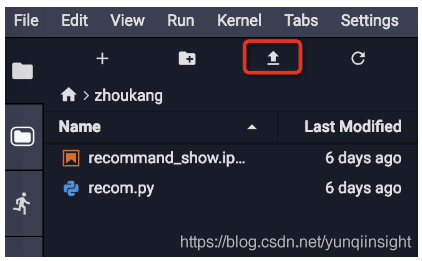 File Edit View Run Kernel Tabs Settings
> zhoukang
Name Last Modified
recommand_show.ip... 6 days ago
recom.py 6 days ago
https://blog.csdn.net/yunqiinsight